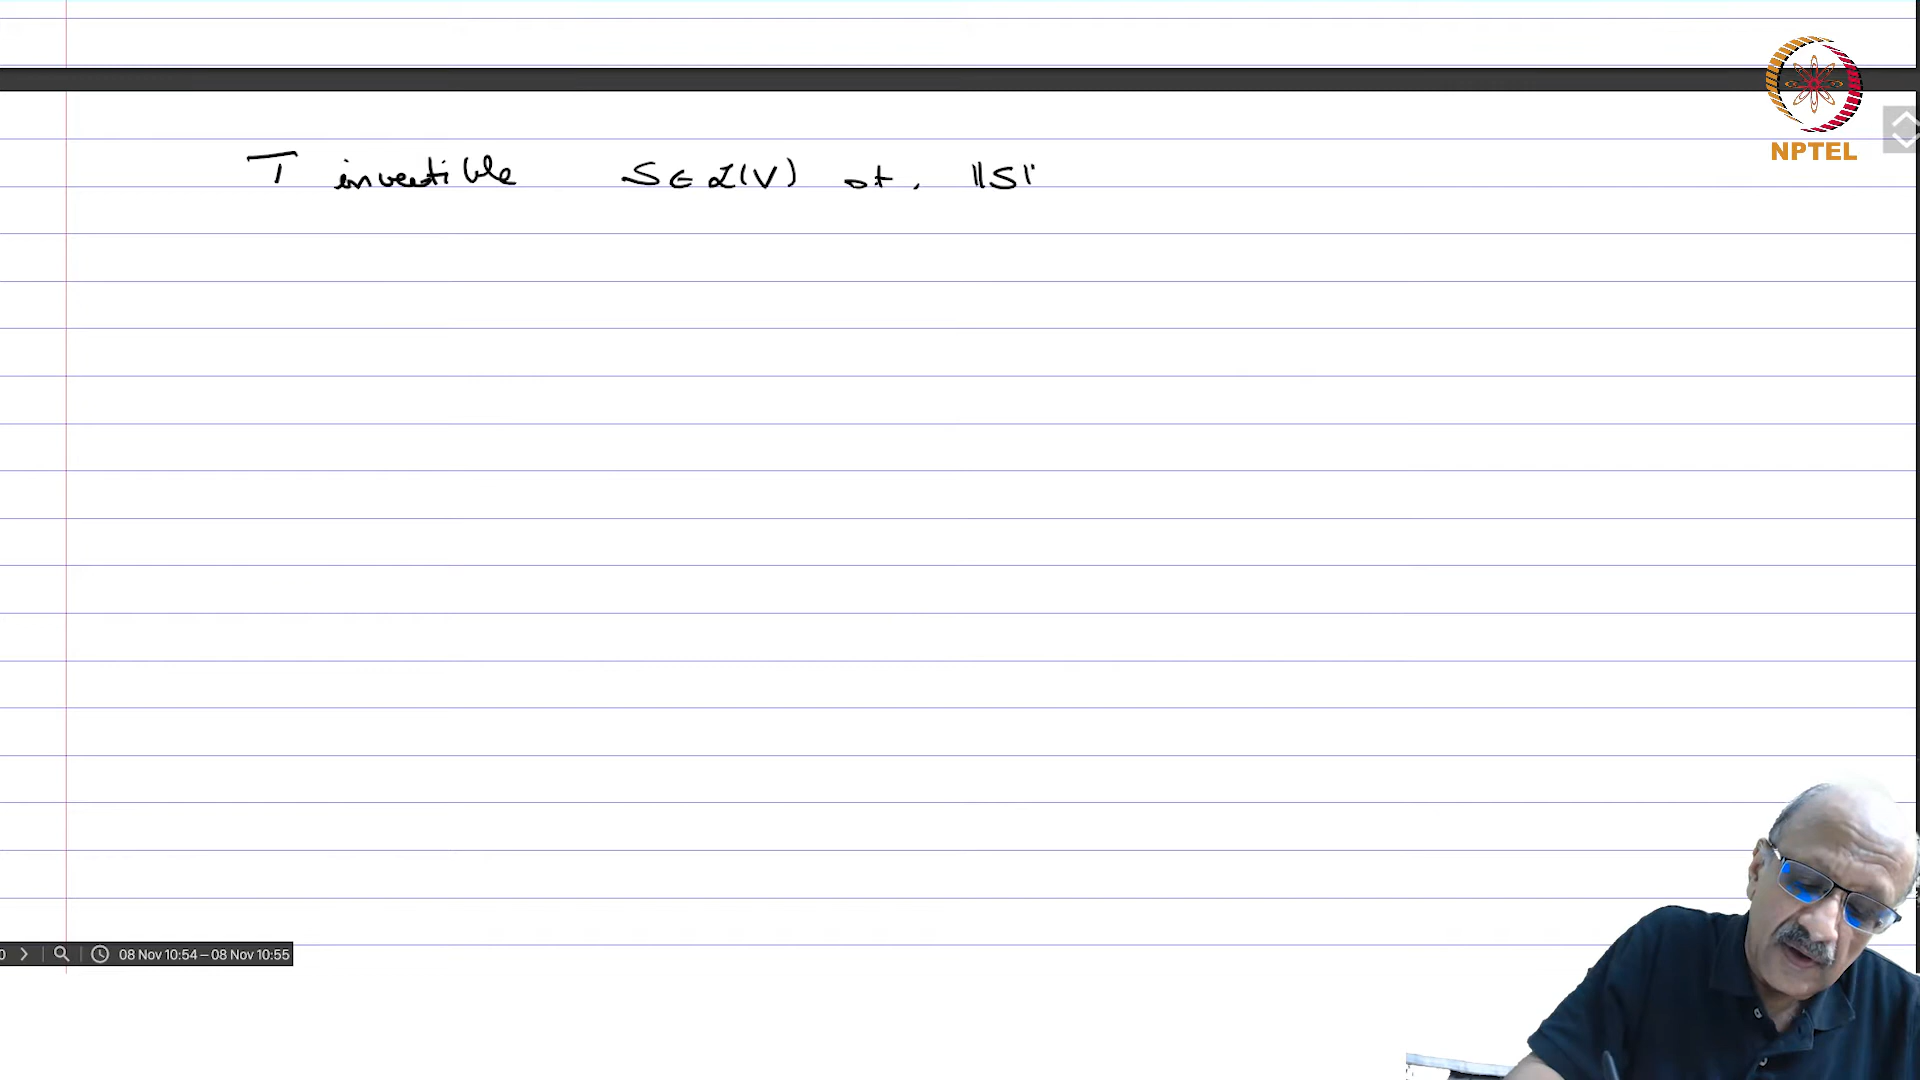 NPTEL
T invertible S ∈ L(V) st. ||S||
08 Nov 10:54 – 08 Nov 10:55